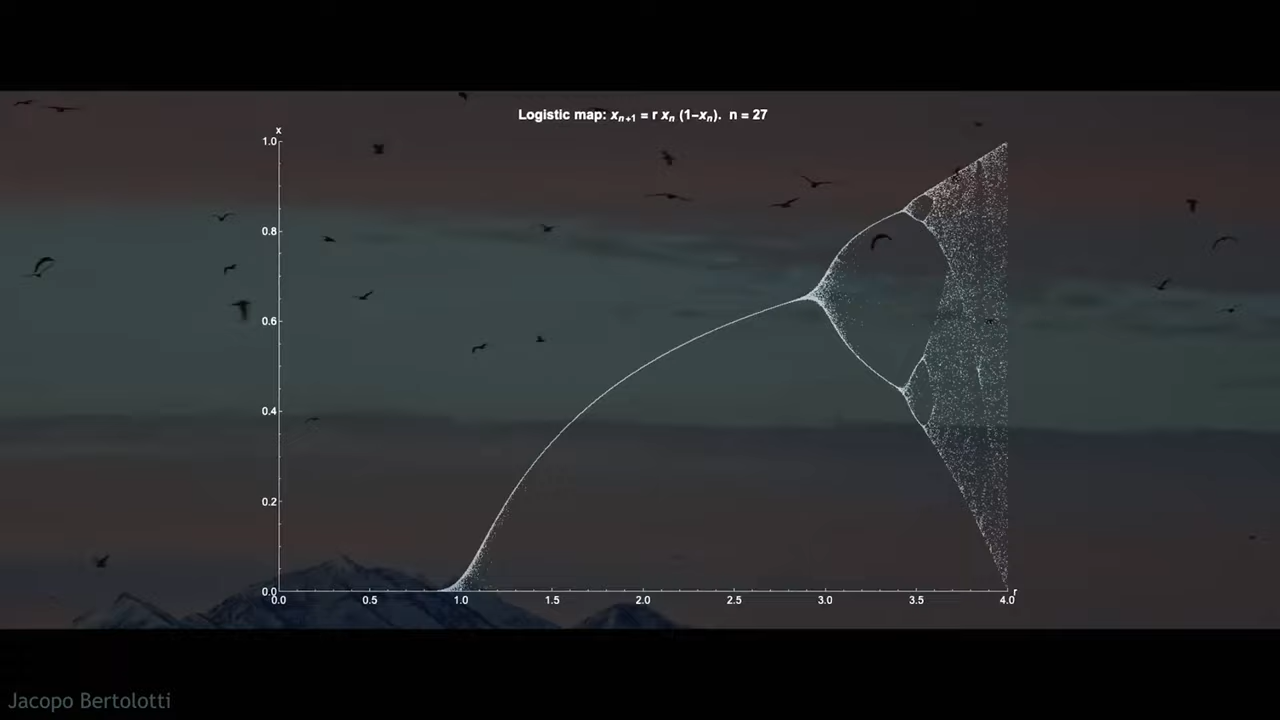 Logistic map: xₙ₊₁ = r xₙ (1−xₙ). n = 27
x
1.0
0.8
0.6
0.4
0.2
0.0
0.0 0.5 1.0 1.5 2.0 2.5 3.0 3.5 4.0
r
Jacopo Bertolotti